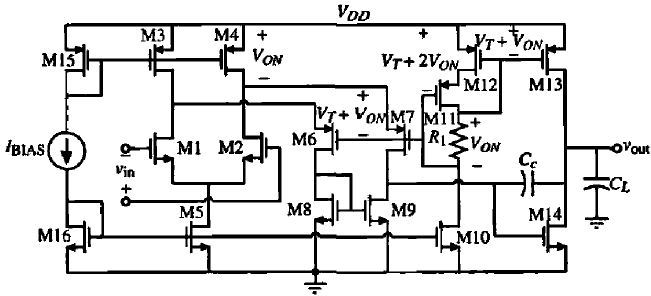 V_DD
M15
M3
M4
+
V_ON
−
V_T + V_ON
+
−
V_T + 2V_ON
M12
M13
−
M11
+
R_1
V_ON
−
I_BIAS
M1
M2
−
v_in
+
V_T + V_ON
M6
−
+
M7
C_c
v_out
C_L
M16
M5
M8
M9
M10
M14